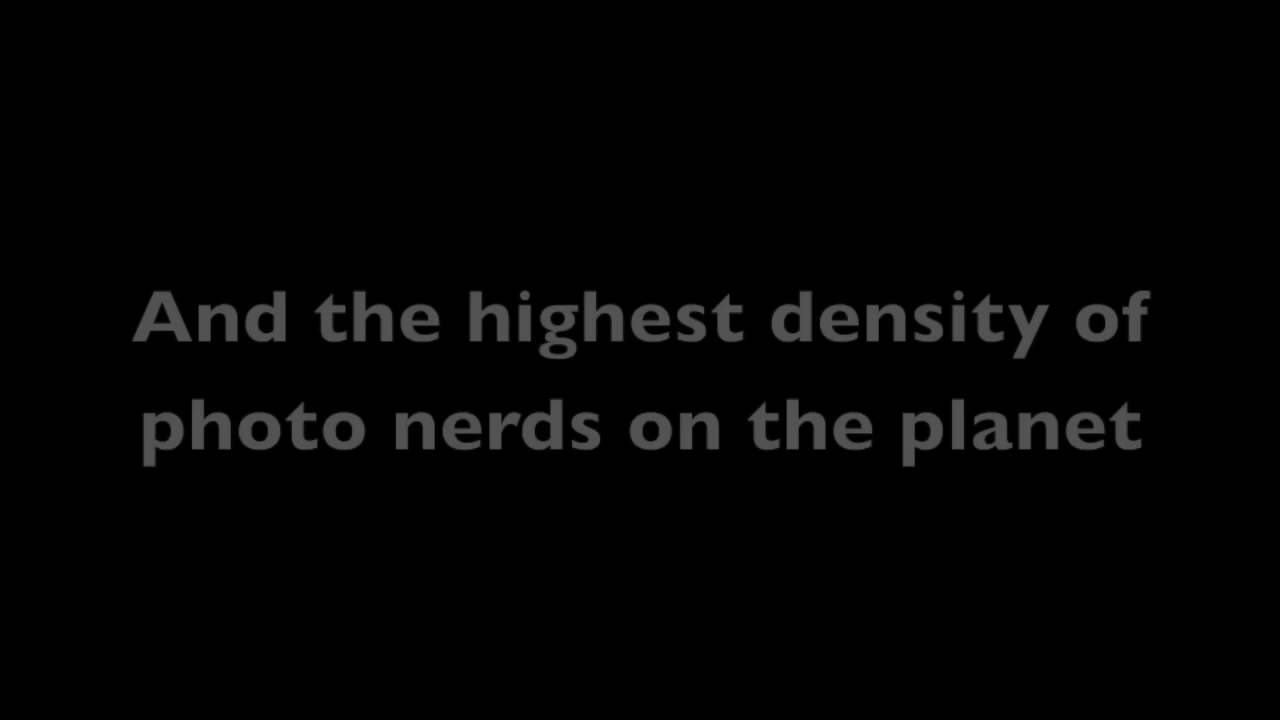 And the highest density of
photo nerds on the planet